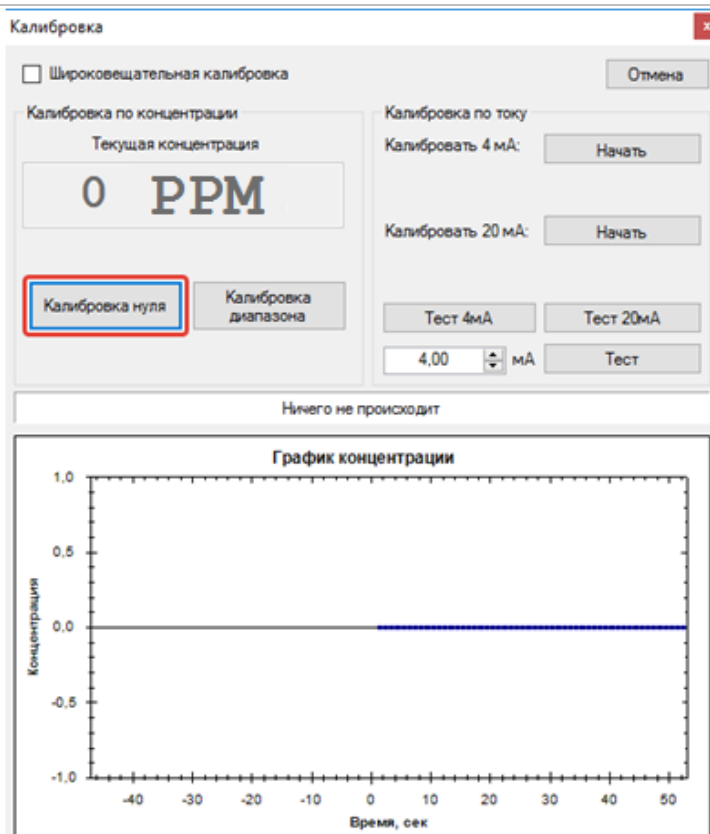 Калибровка
x
Широковещательная калибровка
Отмена
Калибровка по концентрации
Текущая концентрация
0 PPM
Калибровка нуля
Калибровка диапазона
Калибровка по току
Калибровать 4 мА:
Начать
Калибровать 20 мА:
Начать
Тест 4мА
Тест 20мА
4,00
мА
Тест
Ничего не происходит
График концентрации
1,0
0,5
0,0
-0,5
-1,0
Концентрация
-40 -30 -20 -10 0 10 20 30 40 50
Время, сек